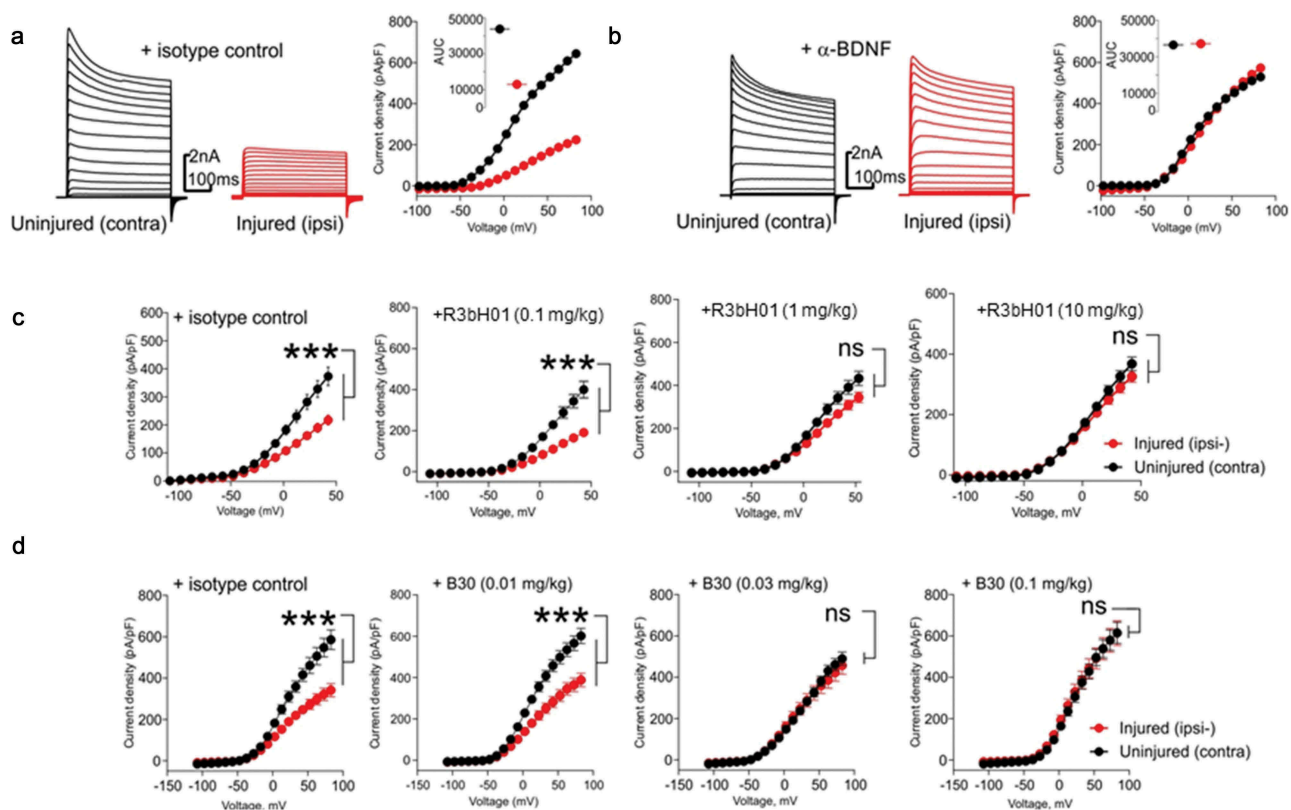 a
+ isotype control
2nA
100ms
Uninjured (contra)
Injured (ipsi)
Current density (pA/pF)
800
600
400
200
0
-100
-50
0
50
100
Voltage (mV)
AUC
50000
40000
30000
20000
10000
0
b
+ α-BDNF
2nA
100ms
Uninjured (contra)
Injured (ipsi)
Current density (pA/pF)
800
600
400
200
0
-100
-50
0
50
100
Voltage (mV)
AUC
50000
40000
30000
20000
10000
0
c
+ isotype control
***
Current density (pA/pF)
600
500
400
300
200
100
0
-100
-50
0
50
Voltage (mV)
+R3bH01 (0.1 mg/kg)
***
Current density (pA/pF)
800
600
400
200
0
-100
-50
0
50
Voltage, mV
+R3bH01 (1 mg/kg)
ns
Current density (pA/pF)
800
600
400
200
0
-100
-50
0
50
Voltage, mV
+R3bH01 (10 mg/kg)
ns
Current density (pA/pF)
600
400
200
0
-100
-50
0
50
Voltage, mV
Injured (ipsi-)
Uninjured (contra)
d
+ isotype control
***
Current density (pA/pF)
800
600
400
200
0
-150
-100
-50
0
50
100
Voltage, mV
+ B30 (0.01 mg/kg)
***
Current density (pA/pF)
800
600
400
200
0
-150
-100
-50
0
50
100
Voltage, mV
+ B30 (0.03 mg/kg)
ns
Current density (pA/pF)
800
600
400
200
0
-150
-100
-50
0
50
100
Voltage, mV
+ B30 (0.1 mg/kg)
ns
Current density (pA/pF)
800
600
400
200
0
-150
-100
-50
0
50
100
150
Voltage, mV
Injured (ipsi-)
Uninjured (contra)